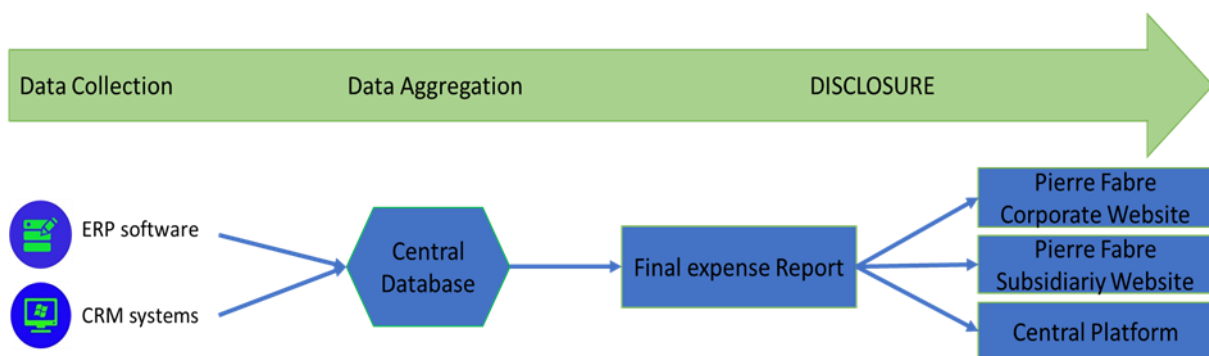 Data Collection
Data Aggregation
DISCLOSURE
ERP software
CRM systems
Central
Database
Final expense Report
Pierre Fabre
Corporate Website
Pierre Fabre
Subsidiariy Website
Central Platform